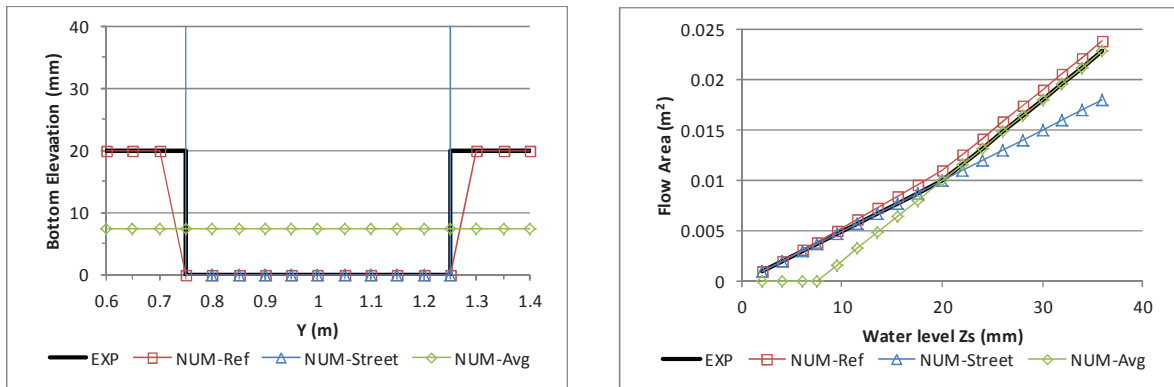 Bottom Elevaation (mm)
40
30
20
10
0
0.6 0.7 0.8 0.9 1 1.1 1.2 1.3 1.4
Y (m)
EXP NUM-Ref NUM-Street NUM-Avg
Flow Area (m²)
0.025
0.02
0.015
0.01
0.005
0
0 10 20 30 40
Water level Zs (mm)
EXP NUM-Ref NUM-Street NUM-Avg